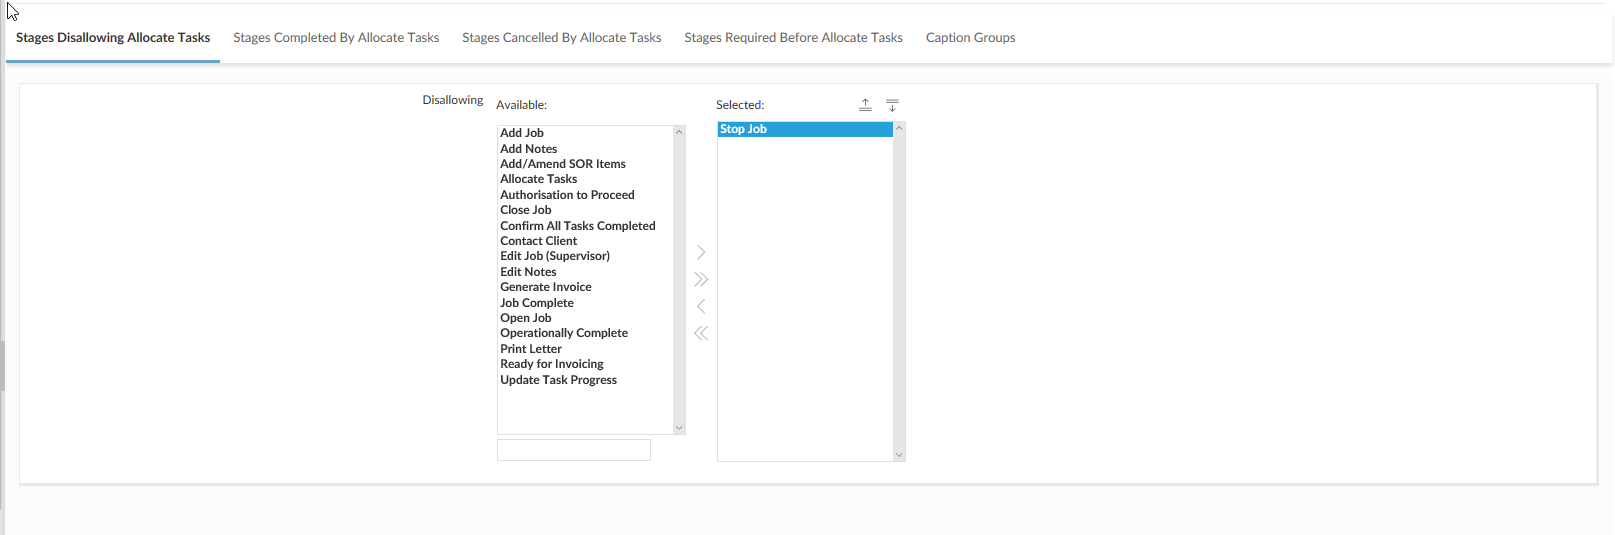 Stages Disallowing Allocate Tasks Stages Completed By Allocate Tasks Stages Cancelled By Allocate Tasks Stages Required Before Allocate Tasks Caption Groups
Disallowing Available: Selected:
Add Job
Add Notes
Add/Amend SOR Items
Allocate Tasks
Authorisation to Proceed
Close Job
Confirm All Tasks Completed
Contact Client
Edit Job (Supervisor)
Edit Notes
Generate Invoice
Job Complete
Open Job
Operationally Complete
Print Letter
Ready for Invoicing
Update Task Progress
Stop Job